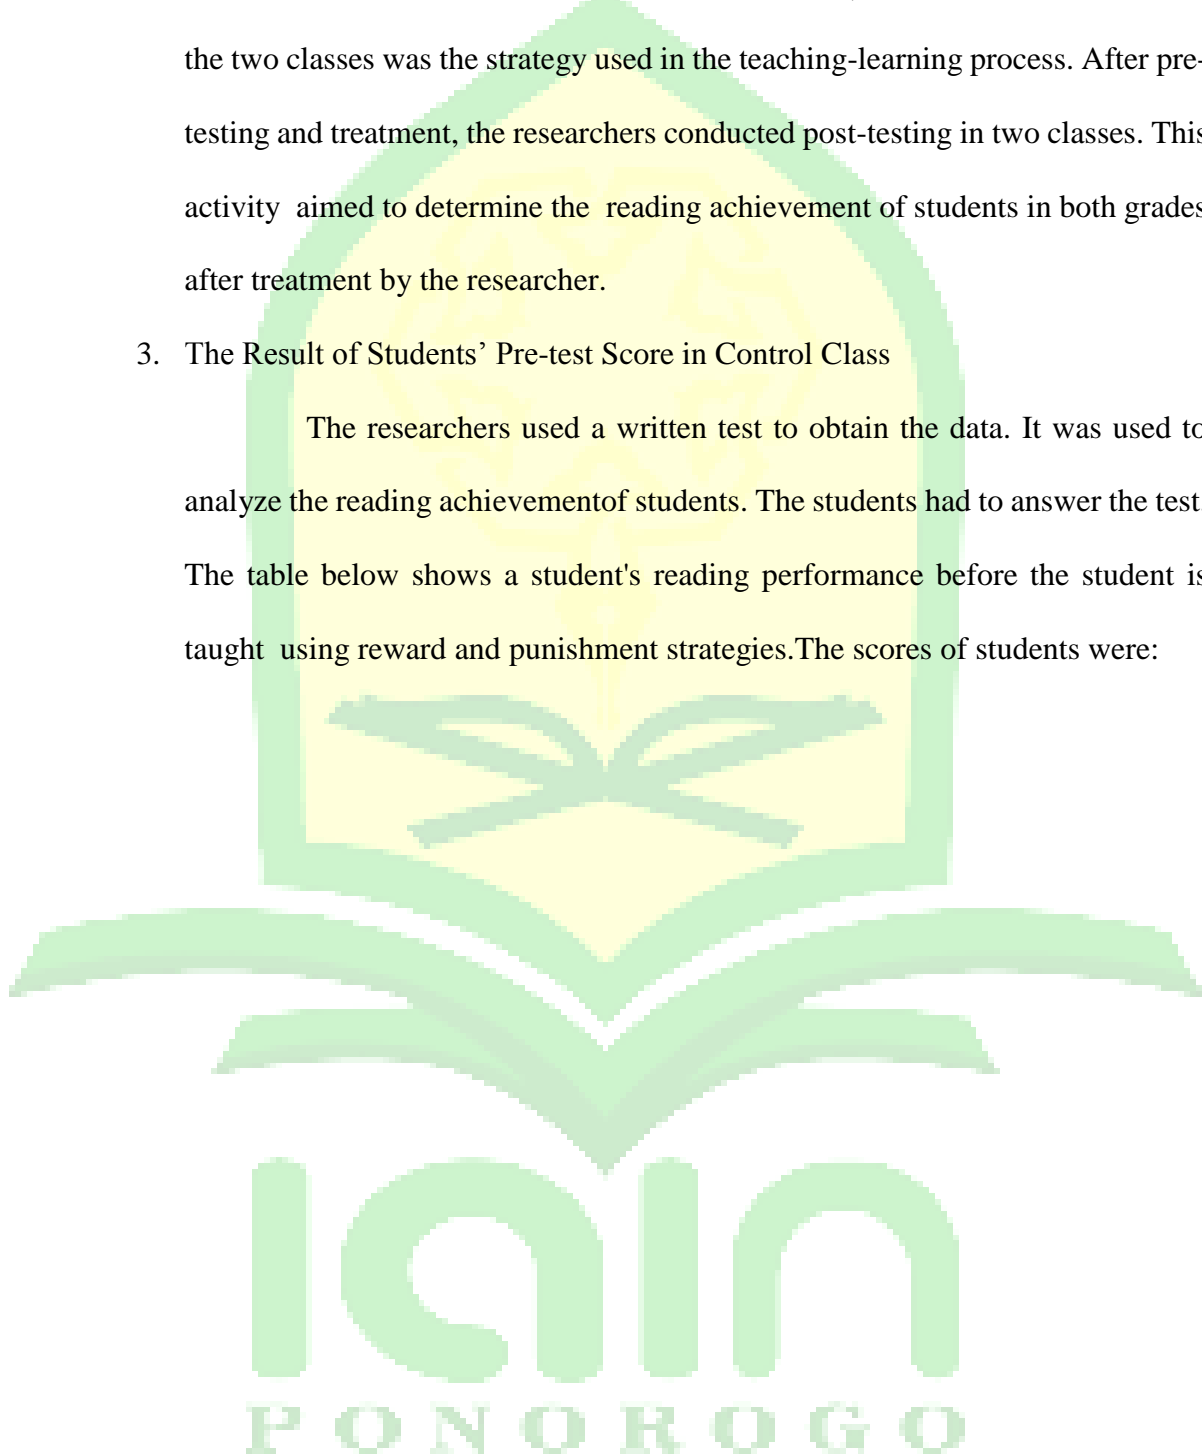 the two classes was the strategy used in the teaching-learning process. After pre-
testing and treatment, the researchers conducted post-testing in two classes. This
activity aimed to determine the reading achievement of students in both grades
after treatment by the researcher.
3. The Result of Students’ Pre-test Score in Control Class
The researchers used a written test to obtain the data. It was used to
analyze the reading achievementof students. The students had to answer the test.
The table below shows a student's reading performance before the student is
taught using reward and punishment strategies.The scores of students were:
iain
PONOROGO